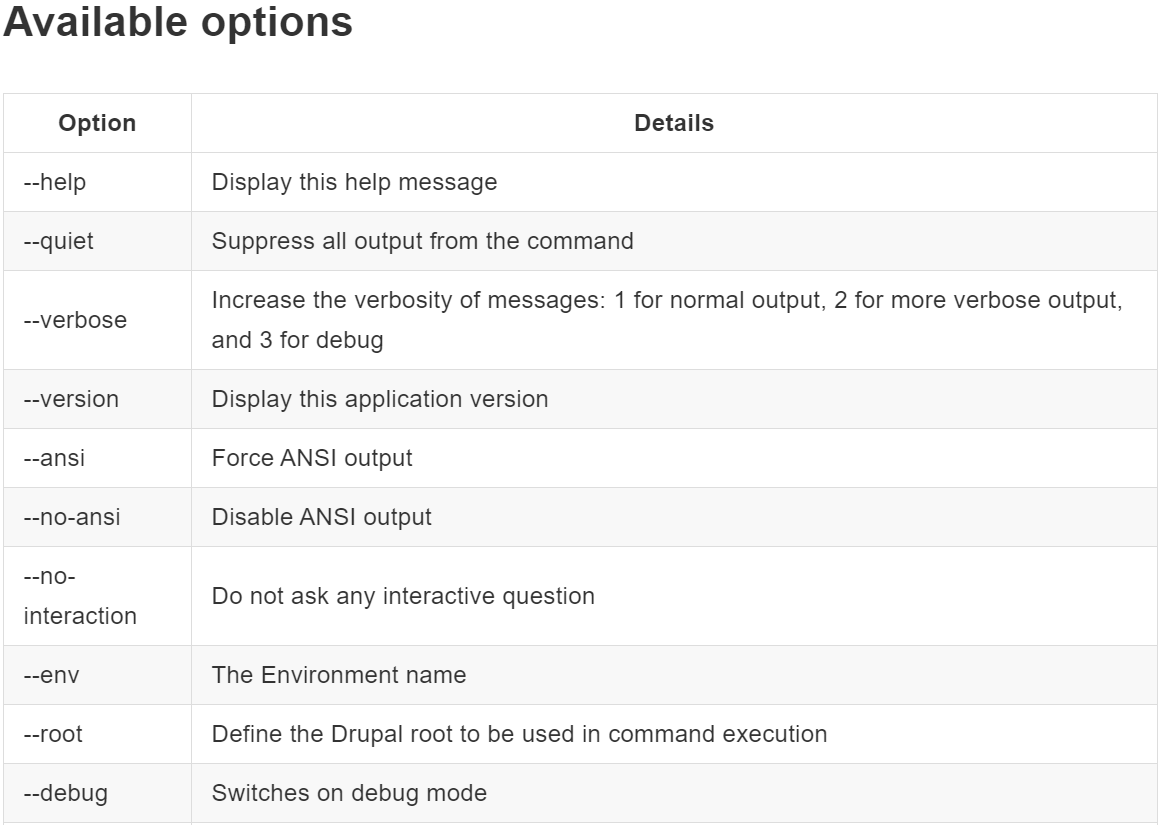 Available options
Option Details
--help Display this help message
--quiet Suppress all output from the command
--verbose Increase the verbosity of messages: 1 for normal output, 2 for more verbose output,
and 3 for debug
--version Display this application version
--ansi Force ANSI output
--no-ansi Disable ANSI output
--no-
interaction Do not ask any interactive question
--env The Environment name
--root Define the Drupal root to be used in command execution
--debug Switches on debug mode